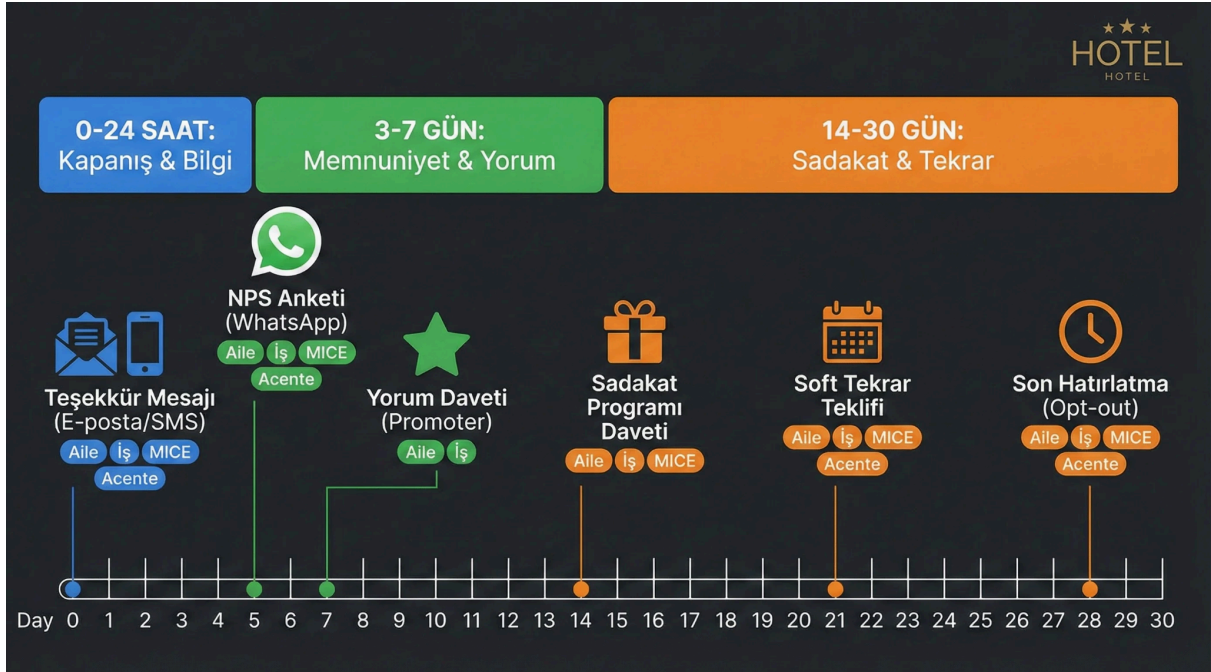 HOTEL
HOTEL
0-24 SAAT:
Kapanış & Bilgi
3-7 GÜN:
Memnuniyet & Yorum
14-30 GÜN:
Sadakat & Tekrar
Teşekkür Mesajı
(E-posta/SMS)
Aile İş MICE
Acente
NPS Anketi
(WhatsApp)
Aile İş MICE
Acente
Yorum Daveti
(Promoter)
Aile İş
Sadakat
Programı
Daveti
Aile İş MICE
Soft Tekrar
Teklifi
Aile İş MICE
Acente
Son Hatırlatma
(Opt-out)
Aile İş MICE
Acente
Day 0 1 2 3 4 5 6 7 8 9 10 11 12 13 14 15 16 17 18 19 20 21 22 23 24 25 26 27 28 29 30